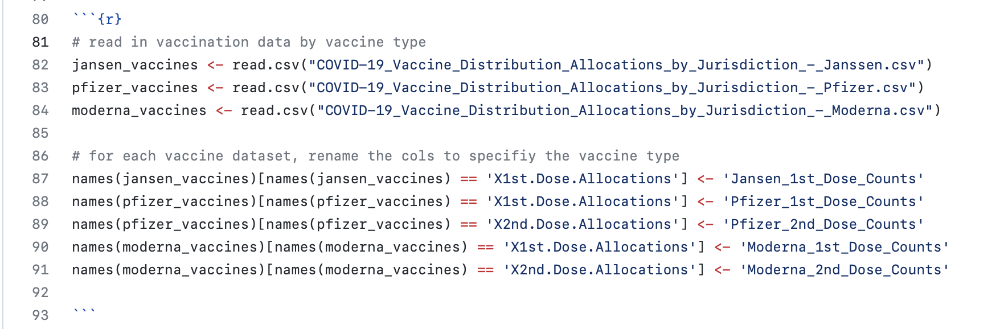 80 ```{r}
81 # read in vaccination data by vaccine type
82 jansen_vaccines <- read.csv("COVID-19_Vaccine_Distribution_Allocations_by_Jurisdiction_-_Janssen.csv")
83 pfizer_vaccines <- read.csv("COVID-19_Vaccine_Distribution_Allocations_by_Jurisdiction_-_Pfizer.csv")
84 moderna_vaccines <- read.csv("COVID-19_Vaccine_Distribution_Allocations_by_Jurisdiction_-_Moderna.csv")
85
86 # for each vaccine dataset, rename the cols to specifiy the vaccine type
87 names(jansen_vaccines)[names(jansen_vaccines) == 'X1st.Dose.Allocations'] <- 'Jansen_1st_Dose_Counts'
88 names(pfizer_vaccines)[names(pfizer_vaccines) == 'X1st.Dose.Allocations'] <- 'Pfizer_1st_Dose_Counts'
89 names(pfizer_vaccines)[names(pfizer_vaccines) == 'X2nd.Dose.Allocations'] <- 'Pfizer_2nd_Dose_Counts'
90 names(moderna_vaccines)[names(moderna_vaccines) == 'X1st.Dose.Allocations'] <- 'Moderna_1st_Dose_Counts'
91 names(moderna_vaccines)[names(moderna_vaccines) == 'X2nd.Dose.Allocations'] <- 'Moderna_2nd_Dose_Counts'
92
93 ```